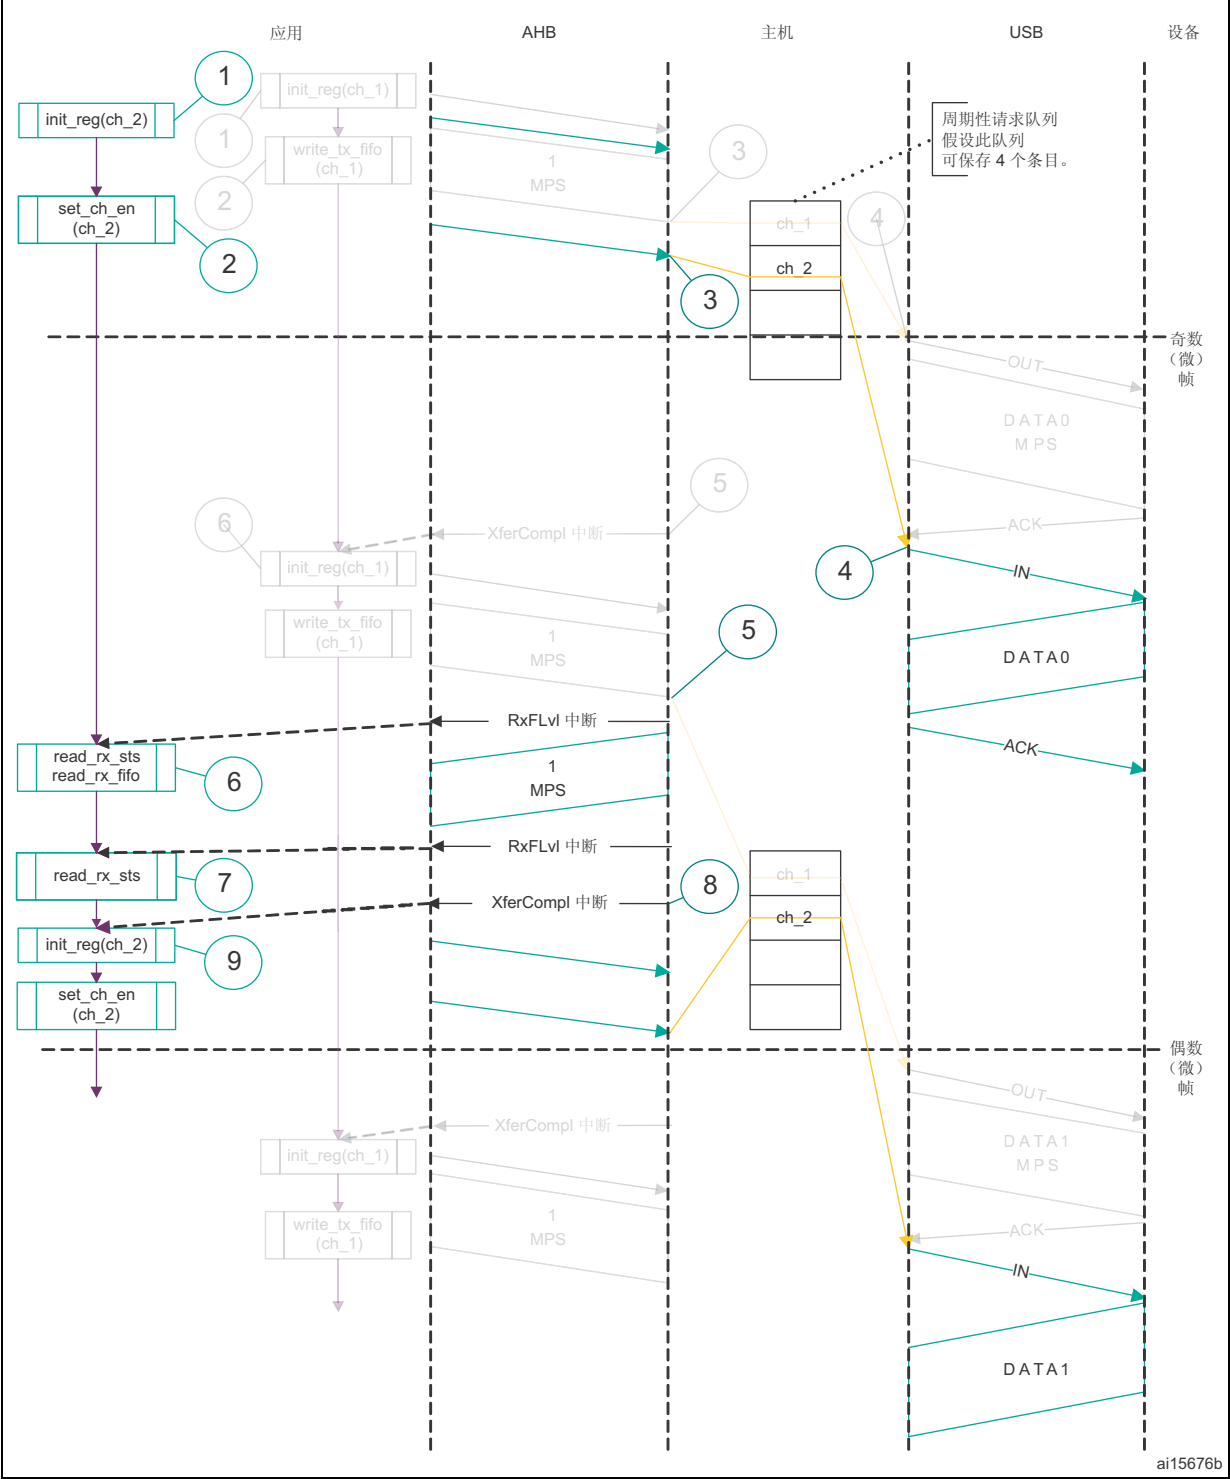 应用
AHB
主机
USB
设备
1
init_reg(ch_1)
init_reg(ch_2)
1
write_tx_fifo
(ch_1)
周期性请求队列
假设此队列
可保存 4 个条目。
3
1
MPS
2
set_ch_en
(ch_2)
2
ch_1
4
ch_2
3
奇数
（微）
帧
OUT
DATA0
MPS
5
6
XferCompl 中断
ACK
init_reg(ch_1)
4
IN
write_tx_fifo
(ch_1)
1
MPS
5
DATA0
RxFLvl 中断
ACK
read_rx_sts
read_rx_fifo
6
1
MPS
RxFLvl 中断
read_rx_sts
7
ch_1
8
XferCompl 中断
ch_2
init_reg(ch_2)
9
set_ch_en
(ch_2)
偶数
（微）
帧
OUT
XferCompl 中断
DATA1
MPS
init_reg(ch_1)
write_tx_fifo
(ch_1)
1
MPS
ACK
IN
DATA1
ai15676b